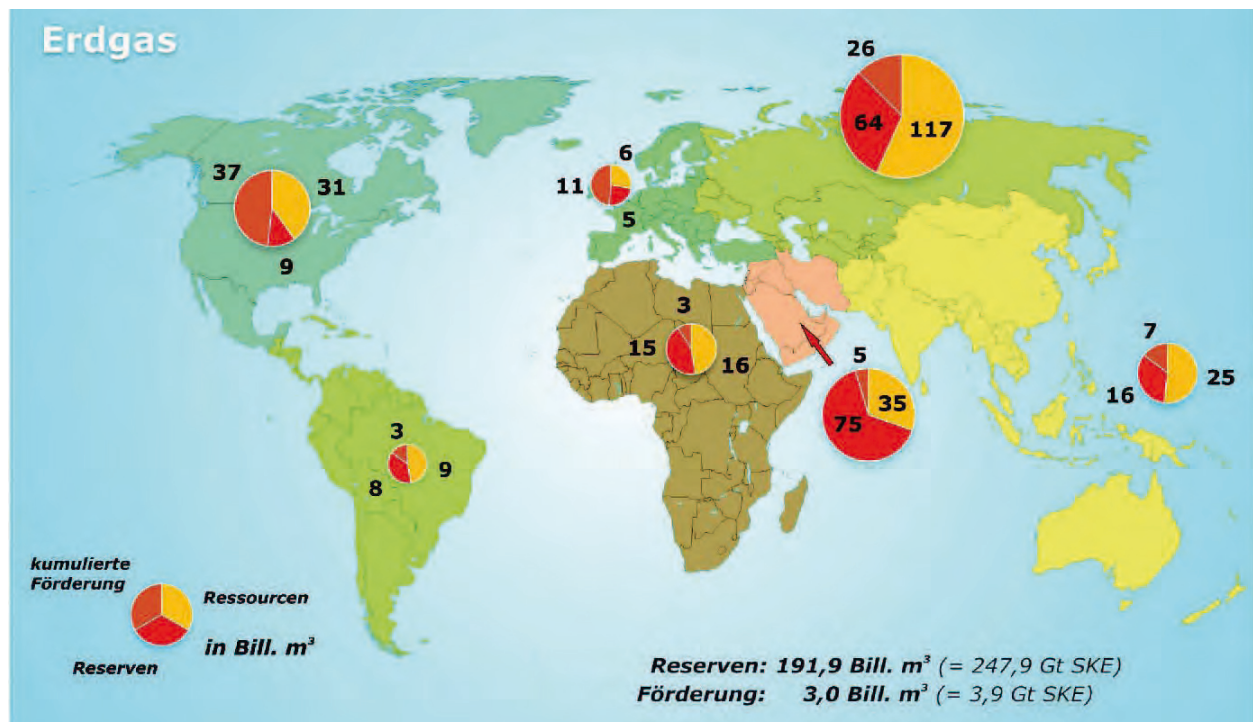 Erdgas
26
64
117
37
31
9
6
11
5
3
15
16
5
75
35
7
16
25
3
8
9
kumulierte
Förderung
Ressourcen
in Bill. m³
Reserven
Reserven: 191,9 Bill. m³ (= 247,9 Gt SKE)
Förderung: 3,0 Bill. m³ (= 3,9 Gt SKE)